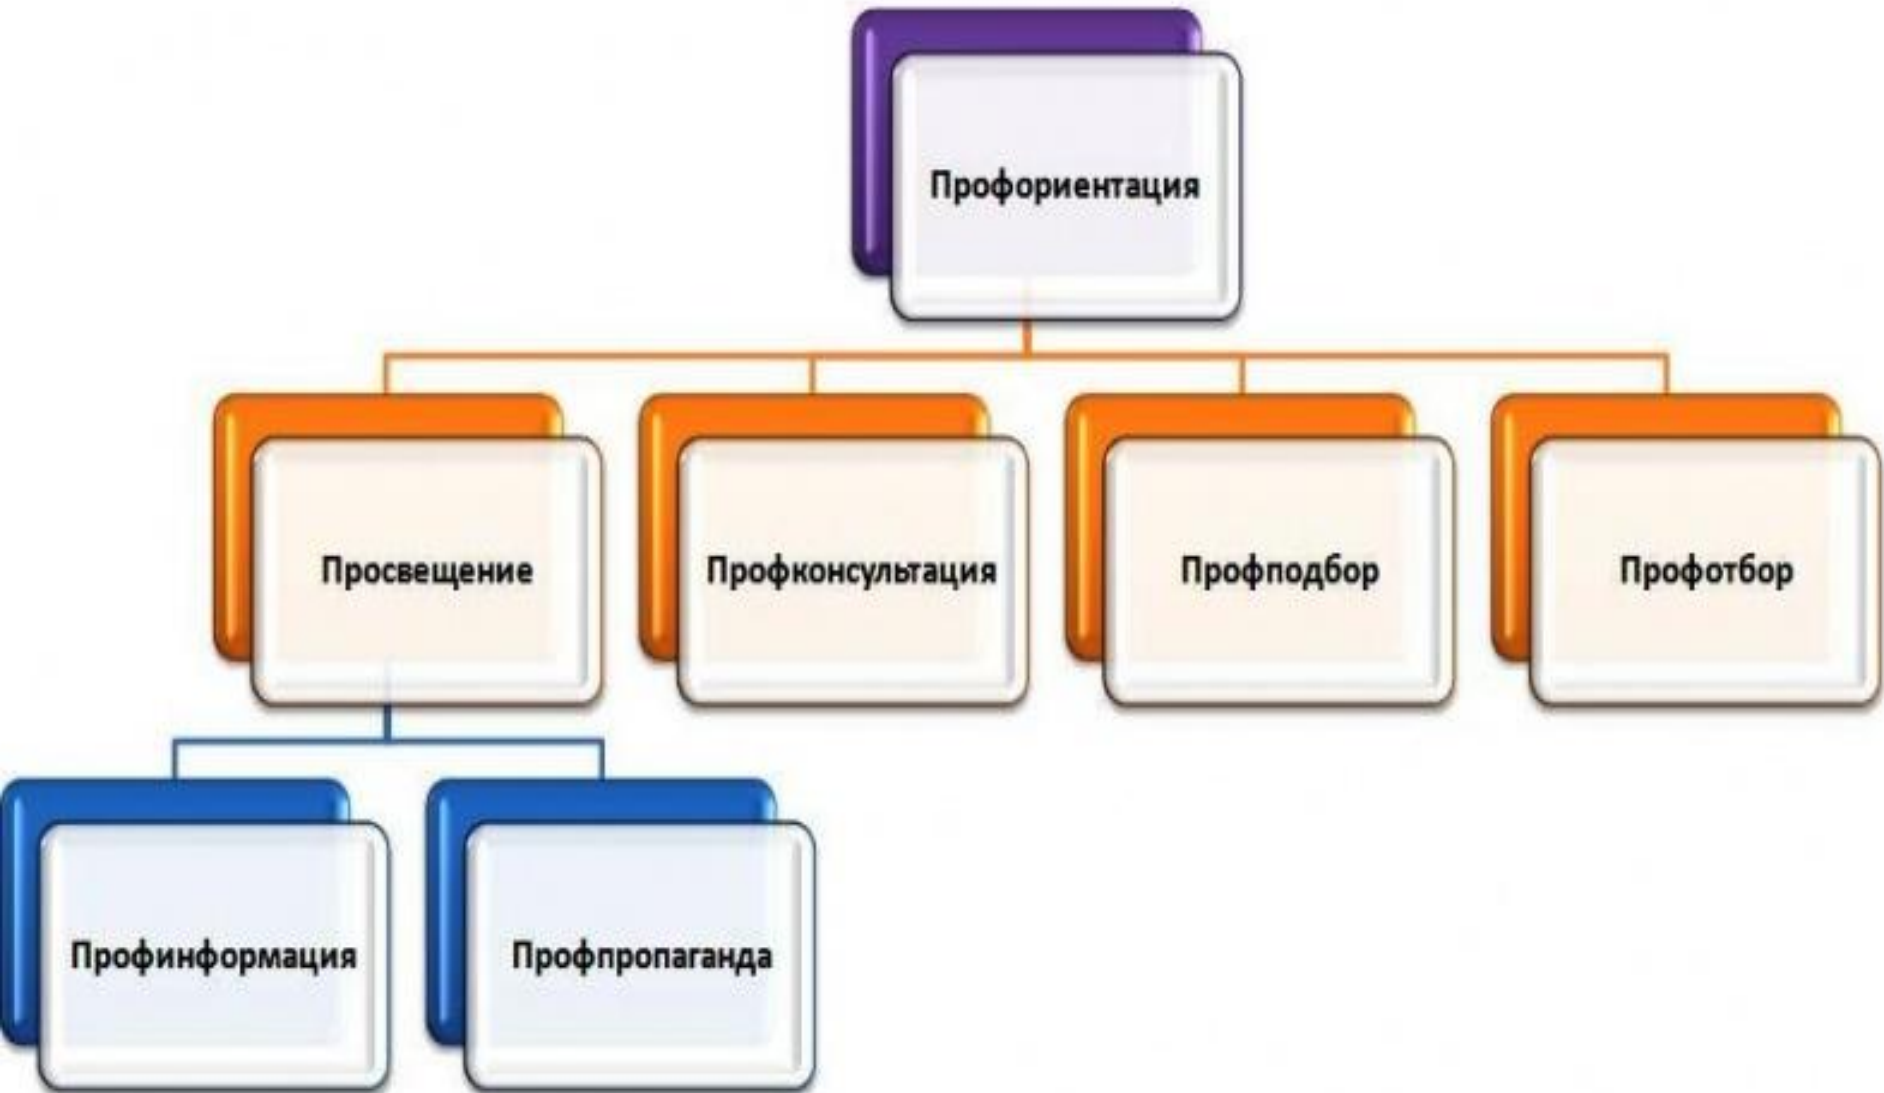 Профориентация
Просвещение
Профконсультация
Профподбор
Профотбор
Профинформация
Профпропаганда